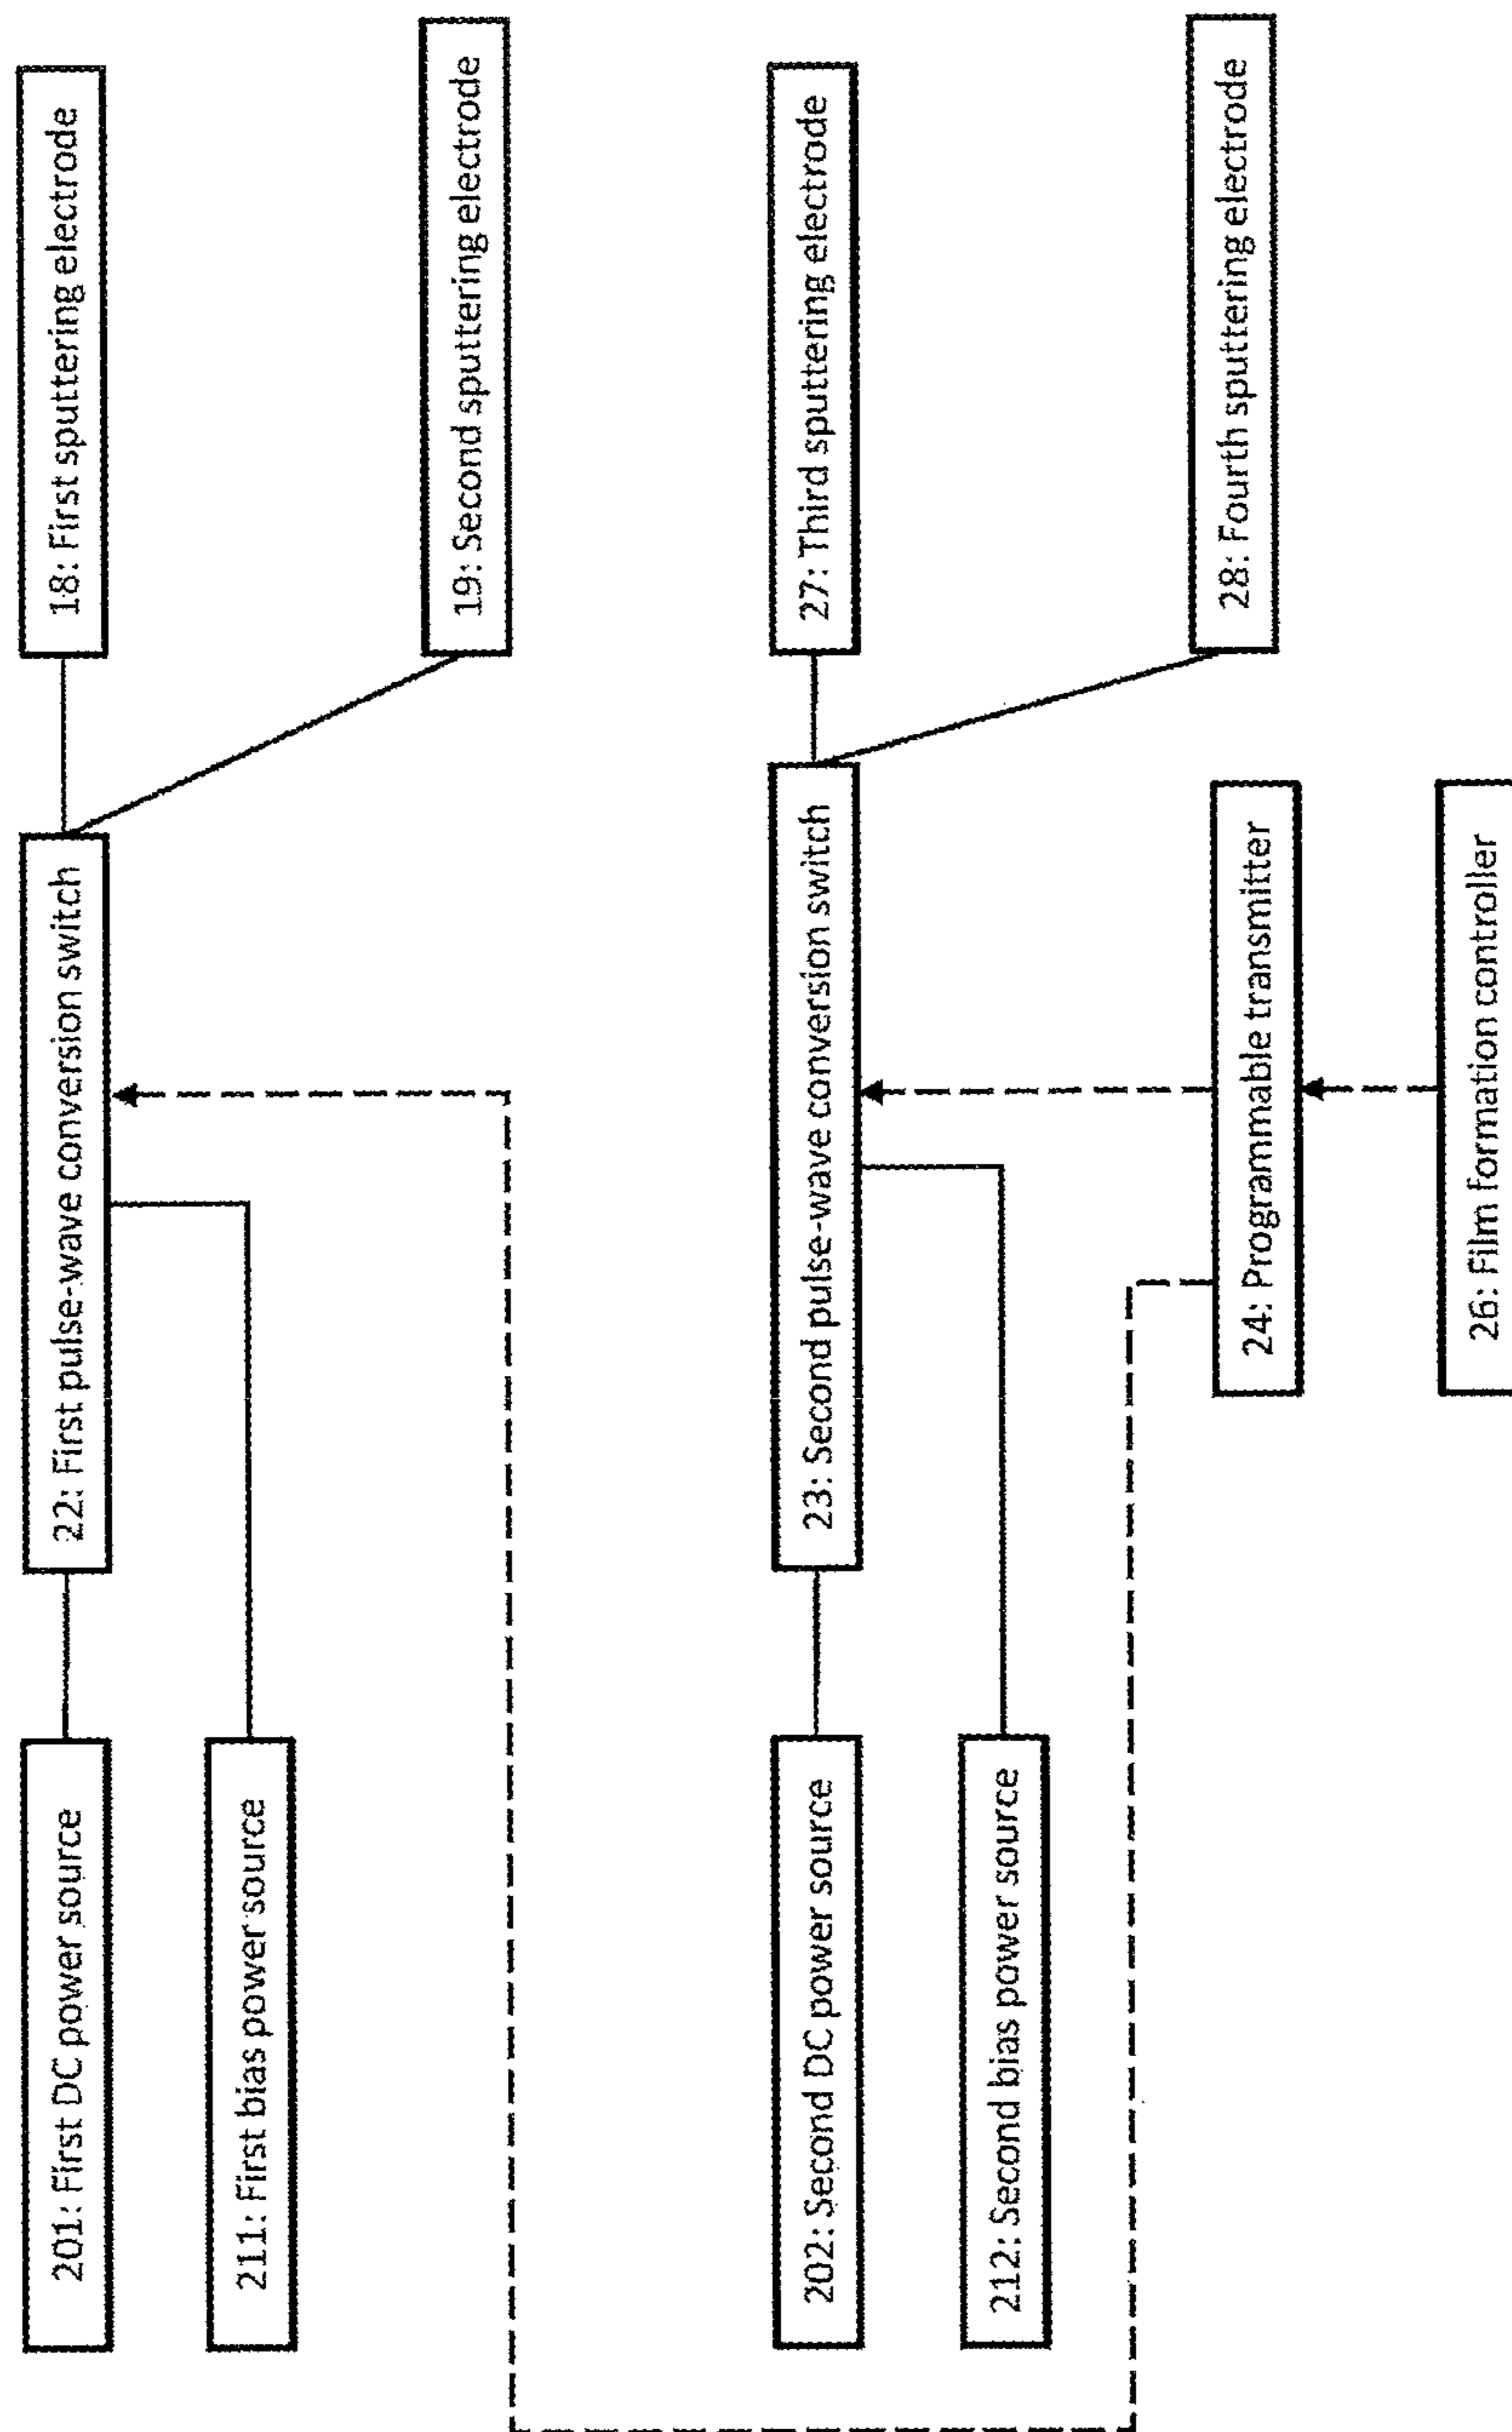 201: First DC power source
22: First pulse-wave conversion switch
18: First sputtering electrode
211: First bias power source
19: Second sputtering electrode
202: Second DC power source
23: Second pulse-wave conversion switch
27: Third sputtering electrode
212: Second bias power source
24: Programmable transmitter
28: Fourth sputtering electrode
26: Film formation controller